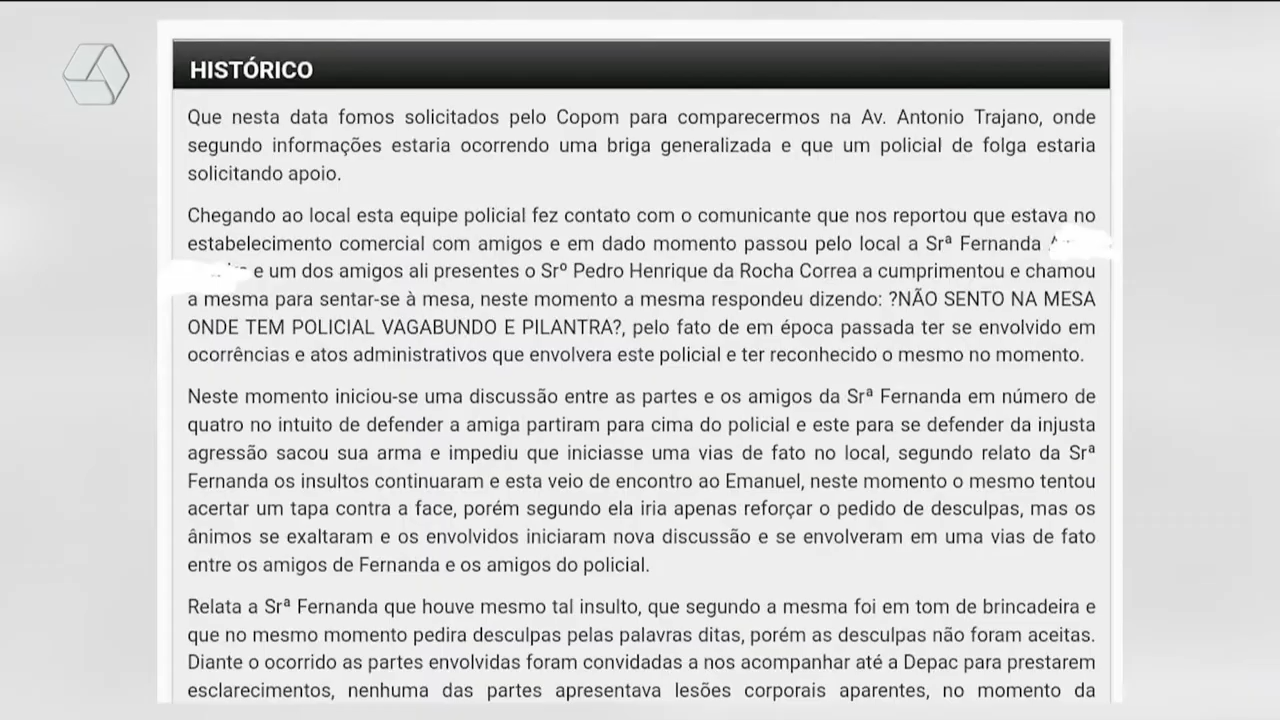 HISTÓRICO
Que nesta data fomos solicitados pelo Copom para comparecermos na Av. Antonio Trajano, onde
segundo informações estaria ocorrendo uma briga generalizada e que um policial de folga estaria
solicitando apoio.
Chegando ao local esta equipe policial fez contato com o comunicante que nos reportou que estava no
estabelecimento comercial com amigos e em dado momento passou pelo local a Srª Fernanda
e um dos amigos ali presentes o Srº Pedro Henrique da Rocha Correa a cumprimentou e chamou
a mesma para sentar-se à mesa, neste momento a mesma respondeu dizendo: ?NÃO SENTO NA MESA
ONDE TEM POLICIAL VAGABUNDO E PILANTRA?, pelo fato de em época passada ter se envolvido em
ocorrências e atos administrativos que envolvera este policial e ter reconhecido o mesmo no momento.
Neste momento iniciou-se uma discussão entre as partes e os amigos da Srª Fernanda em número de
quatro no intuito de defender a amiga partiram para cima do policial e este para se defender da injusta
agressão sacou sua arma e impediu que iniciasse uma vias de fato no local, segundo relato da Srª
Fernanda os insultos continuaram e esta veio de encontro ao Emanuel, neste momento o mesmo tentou
acertar um tapa contra a face, porém segundo ela iria apenas reforçar o pedido de desculpas, mas os
ânimos se exaltaram e os envolvidos iniciaram nova discussão e se envolveram em uma vias de fato
entre os amigos de Fernanda e os amigos do policial.
Relata a Srª Fernanda que houve mesmo tal insulto, que segundo a mesma foi em tom de brincadeira e
que no mesmo momento pedira desculpas pelas palavras ditas, porém as desculpas não foram aceitas.
Diante o ocorrido as partes envolvidas foram convidadas a nos acompanhar até a Depac para prestarem
esclarecimentos, nenhuma das partes apresentava lesões corporais aparentes, no momento da